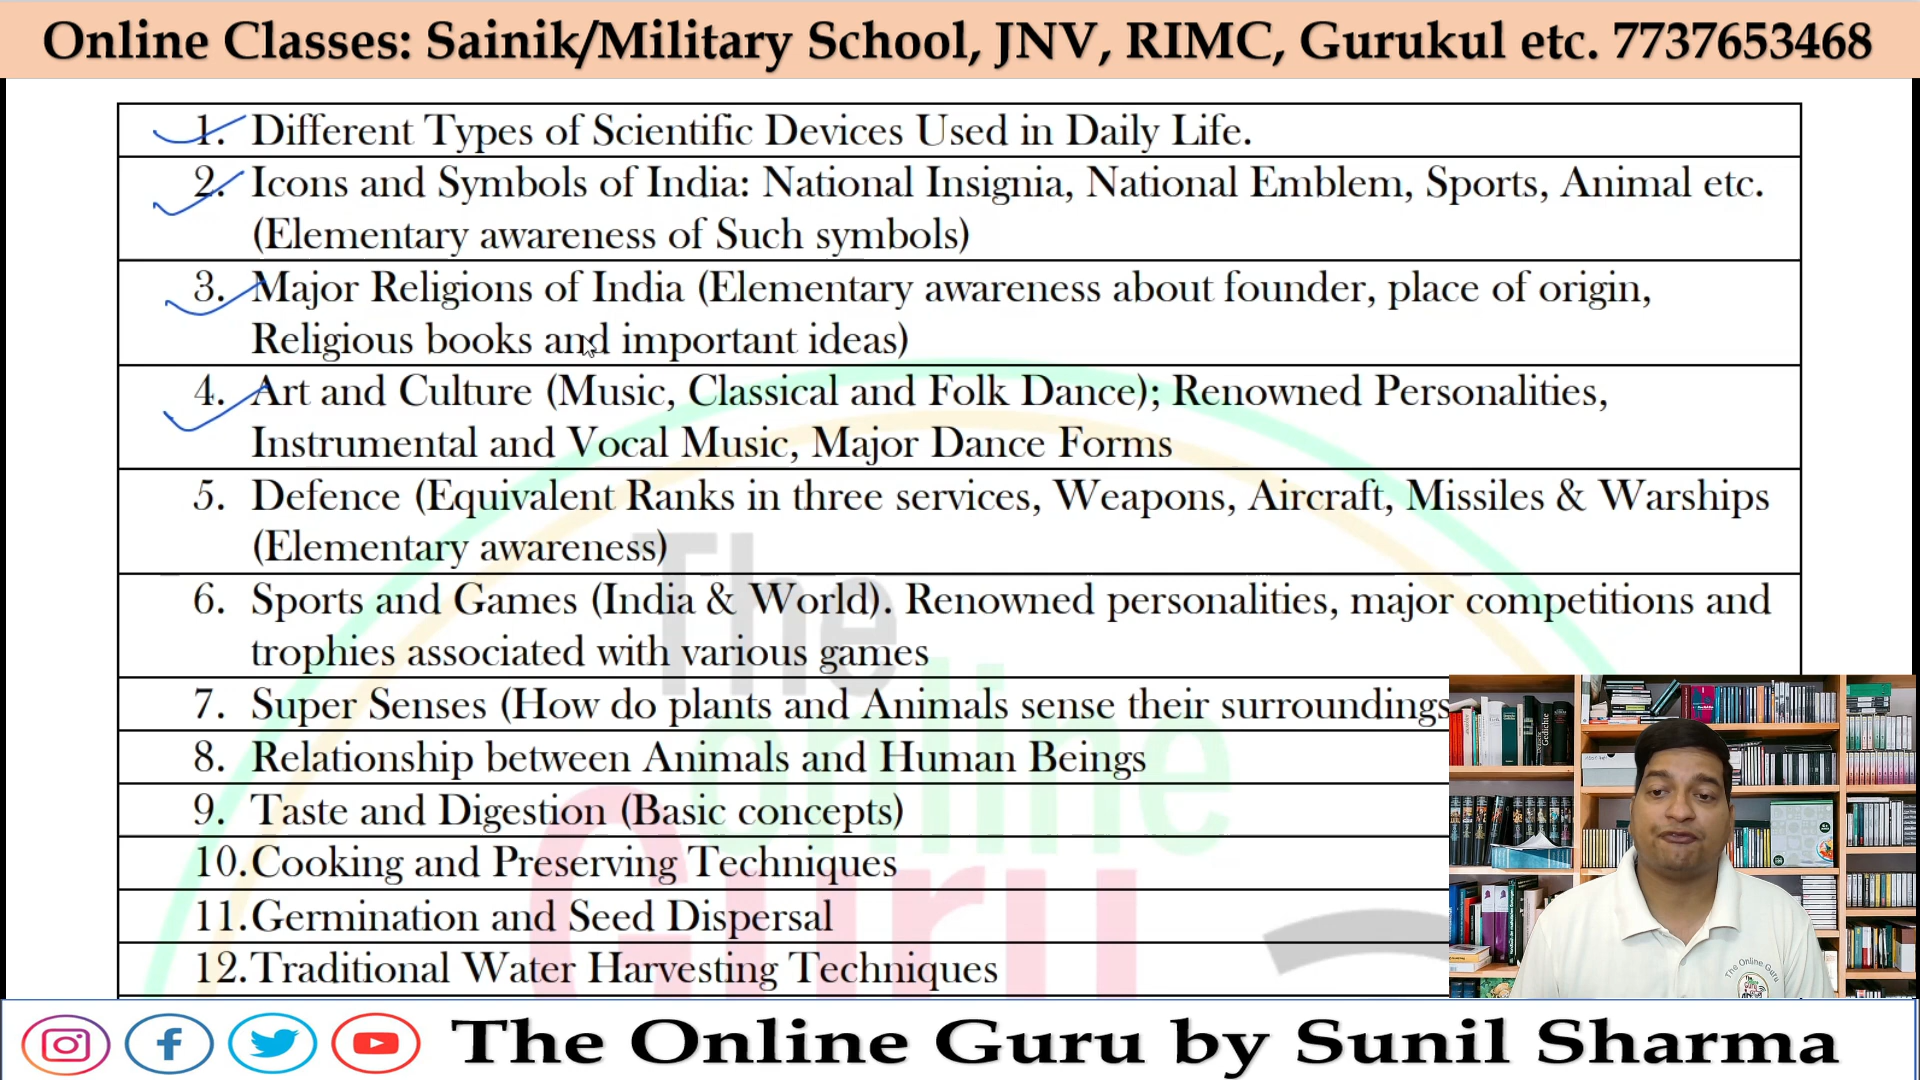 Online Classes: Sainik/Military School, JNV, RIMC, Gurukul etc. 7737653468
1. Different Types of Scientific Devices Used in Daily Life.
2. Icons and Symbols of India: National Insignia, National Emblem, Sports, Animal etc.
(Elementary awareness of Such symbols)
3. Major Religions of India (Elementary awareness about founder, place of origin,
Religious books and important ideas)
4. Art and Culture (Music, Classical and Folk Dance); Renowned Personalities,
Instrumental and Vocal Music, Major Dance Forms
5. Defence (Equivalent Ranks in three services, Weapons, Aircraft, Missiles & Warships
(Elementary awareness)
6. Sports and Games (India & World). Renowned personalities, major competitions and
trophies associated with various games
7. Super Senses (How do plants and Animals sense their surroundings
8. Relationship between Animals and Human Beings
9. Taste and Digestion (Basic concepts)
10. Cooking and Preserving Techniques
11. Germination and Seed Dispersal
12. Traditional Water Harvesting Techniques
The
online
Guru
The Online Guru
The Online Guru by Sunil Sharma